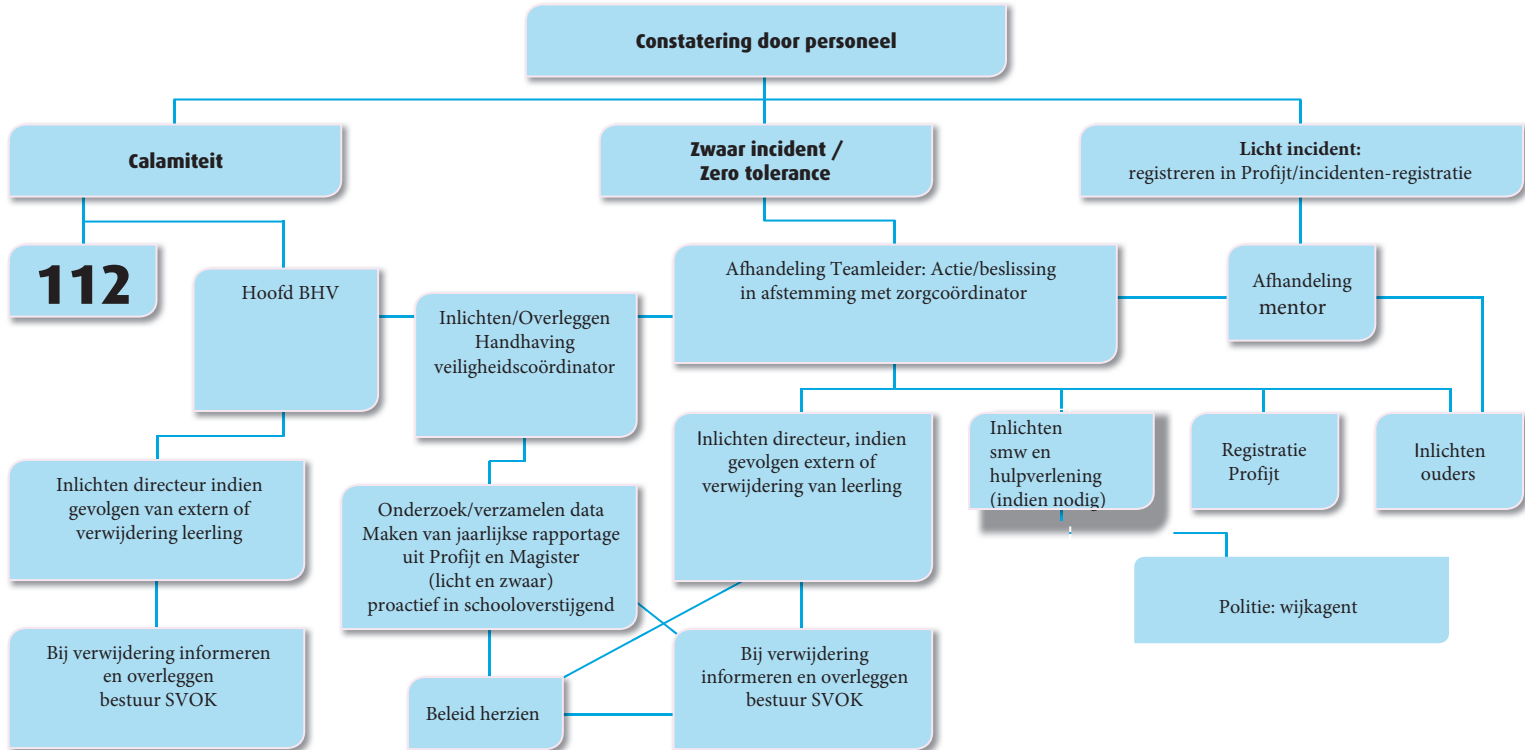 Constatering door personeel
Calamiteit
Zwaar incident /
Zero tolerance
Licht incident:
registreren in Profijt/incidenten-registratie
112
Hoofd BHV
Inlichten/Overleggen
Handhaving
veiligheidscoördinator
Afhandeling Teamleider: Actie/beslissing
in afstemming met zorgcoördinator
Afhandeling
mentor
Inlichten directeur indien
gevolgen van extern of
verwijdering leerling
Onderzoek/verzamelen data
Maken van jaarlijkse rapportage
uit Profijt en Magister
(licht en zwaar)
proactief in schooloverstijgend
Inlichten directeur, indien
gevolgen extern of
verwijdering van leerling
Inlichten
smw en
hulpverlening
(indien nodig)
Registratie
Profijt
Inlichten
ouders
Politie: wijkagent
Bij verwijdering informeren
en overleggen
bestuur SVOK
Beleid herzien
Bij verwijdering
informeren en overleggen
bestuur SVOK